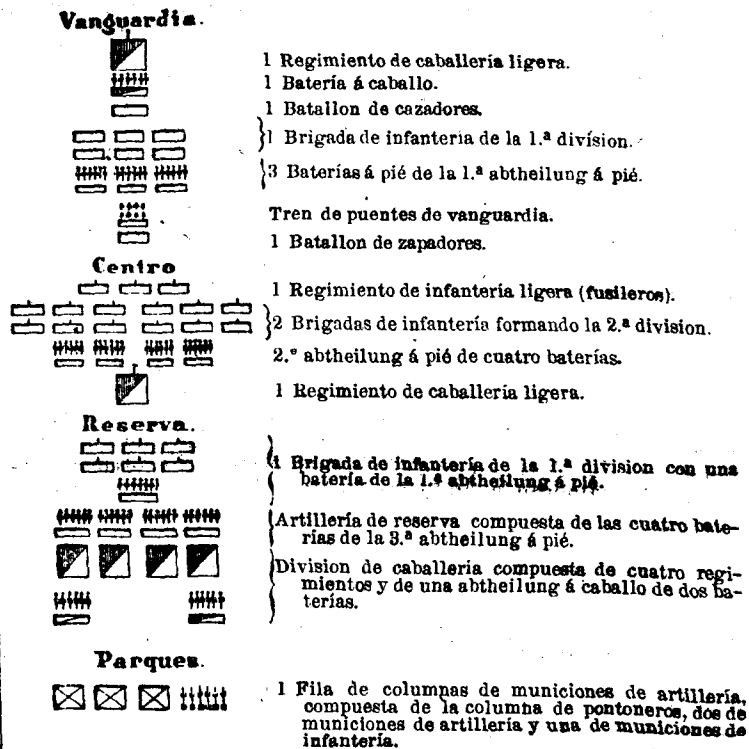 Vanguardia.
1 Regimiento de caballería ligera.
1 Batería á caballo.
1 Batallon de cazadores.
1 Brigada de infanteria de la 1.ª división.
3 Baterías á pié de la 1.ª abtheilung á pié.
Tren de puentes de vanguardia.
1 Batallon de zapadores.
Centro
1 Regimiento de infantería ligera (fusileros).
2 Brigadas de infantería formando la 2.ª division.
2.º abtheilung á pié de cuatro baterías.
1 Regimiento de caballería ligera.
Reserva.
1 Brigada de infantería de la 1.ª division con una
batería de la 1.ª abtheilung á pié.
Artillería de reserva compuesta de las cuatro bate-
rías de la 3.ª abtheilung á pié.
Division de caballeria compuesta de cuatro regi-
mientos y de una abtheilung á caballo de dos ba-
terías.
Parques.
1 Fila de columnas de municiones de artillería,
compuesta de la columna de pontoneros, dos de
municiones de artillería y una de municiones de
infantería.